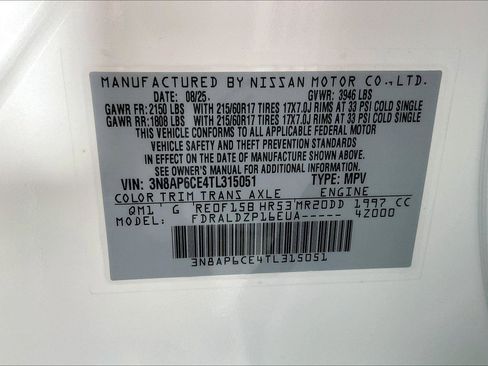 MANUFACTURED BY NISSAN MOTOR CO., LTD.
DATE: 08/25. GVWR: 3946 LBS
GAWR FR: 2150 LBS WITH 215/60R17 TIRES 17X7.0J RIMS AT 33 PSI COLD SINGLE
GAWR RR: 1808 LBS WITH 215/60R17 TIRES 17X7.0J RIMS AT 33 PSI COLD SINGLE
THIS VEHICLE CONFORMS TO ALL APPLICABLE FEDERAL MOTOR
VEHICLE SAFETY AND THEFT PREVENTION STANDARDS
IN EFFECT ON THE DATE OF MANUFACTURE SHOWN ABOVE.
SEE OWNER'S MANUAL FOR ADDITIONAL INFORMATION.
VIN: 3N8AP6CE4TL315051 TYPE: MPV
COLOR TRIM TRANS AXLE ENGINE
QM1 G RE0F15B HR53 MR20DD 1997 CC
MODEL: FDRALDZP16EUA----- 4Z000
3N8AP6CE4TL315051